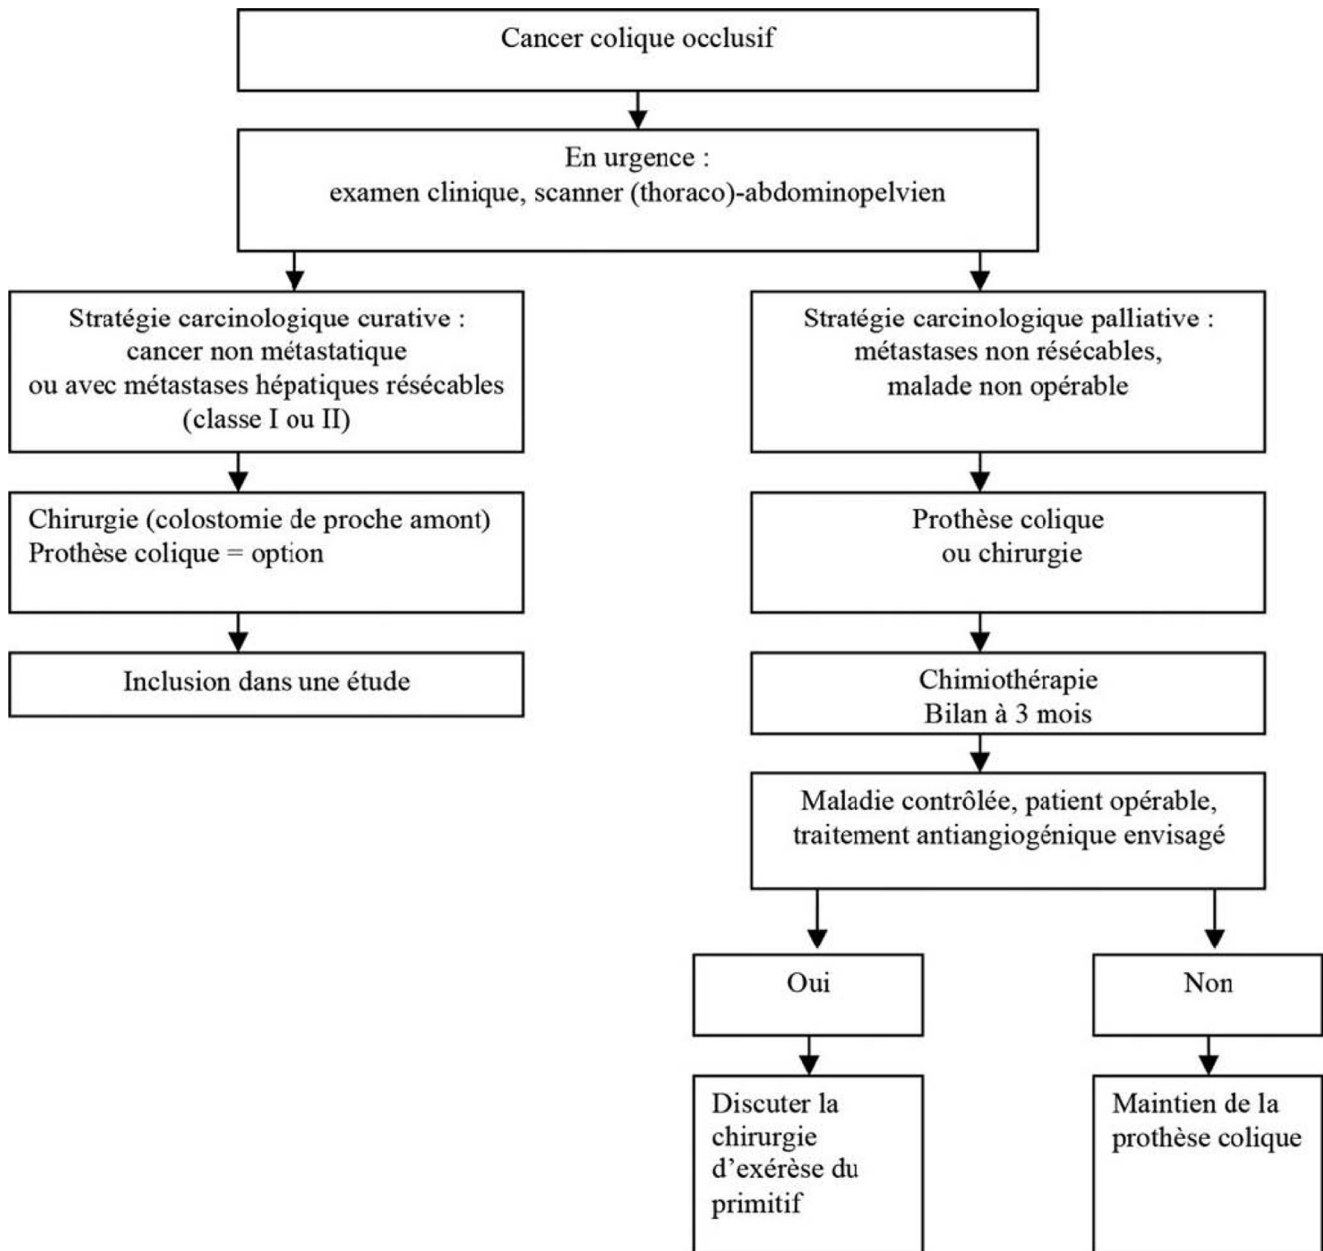 Cancer colique occlusif
En urgence :
examen clinique, scanner (thoraco)-abdominopelvien
Stratégie carcinologique curative :
cancer non métastatique
ou avec métastases hépatiques résécables
(classe I ou II)
Stratégie carcinologique palliative :
métastases non résécables,
malade non opérable
Chirurgie (colostomie de proche amont)
Prothèse colique = option
Prothèse colique
ou chirurgie
Inclusion dans une étude
Chimiothérapie
Bilan à 3 mois
Maladie contrôlée, patient opérable,
traitement antiangiogénique envisagé
Oui
Non
Discuter la
chirurgie
d'exérèse du
primitif
Maintien de la
prothèse colique